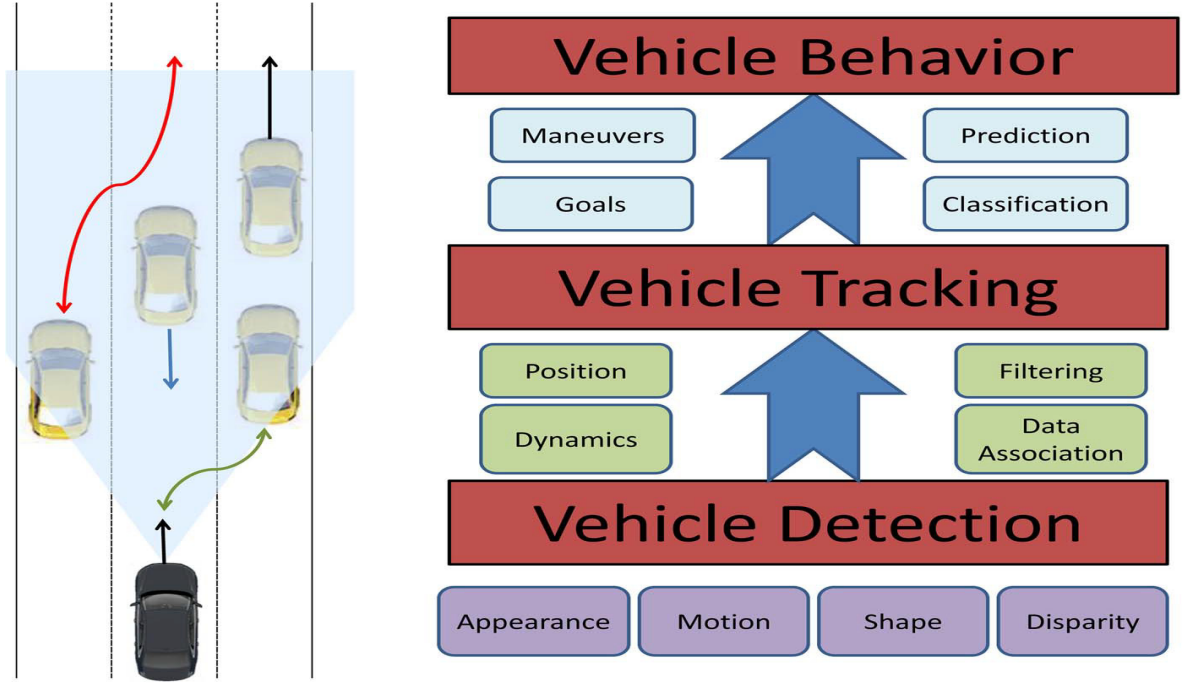 Vehicle Behavior
Maneuvers
Prediction
Goals
Classification
Vehicle Tracking
Position
Filtering
Dynamics
Data
Association
Vehicle Detection
Appearance
Motion
Shape
Disparity